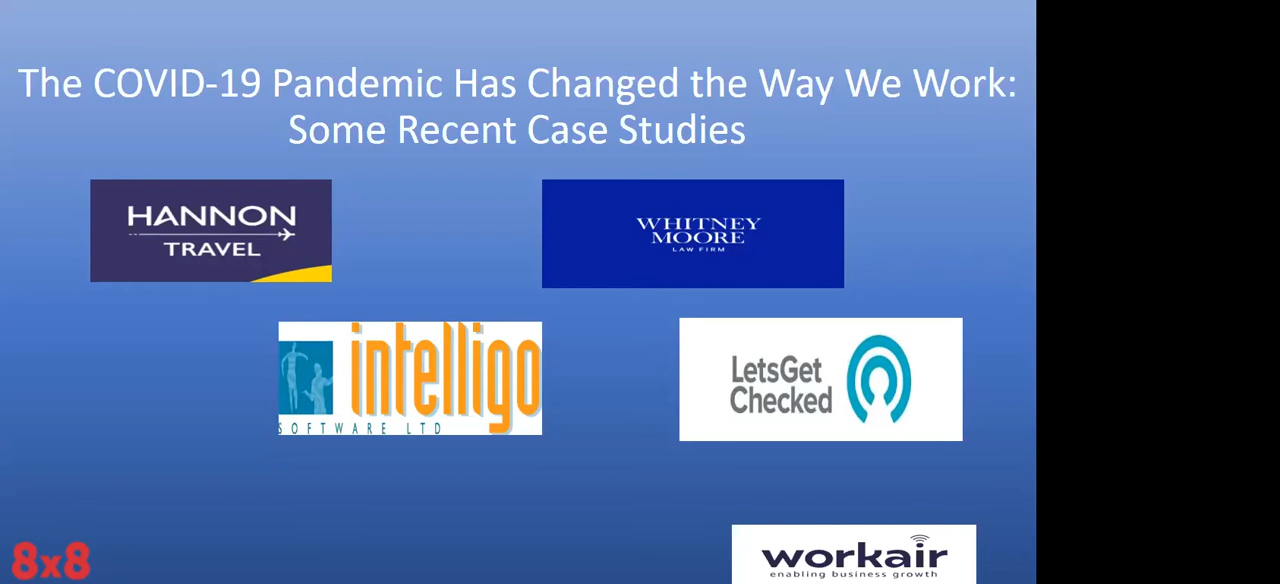 The COVID-19 Pandemic Has Changed the Way We Work:
Some Recent Case Studies
HANNON
TRAVEL
WHITNEY
MOORE
LAW FIRM
intelligo
SOFTWARE LTD
LetsGet
Checked
8x8
workair
enabling business growth